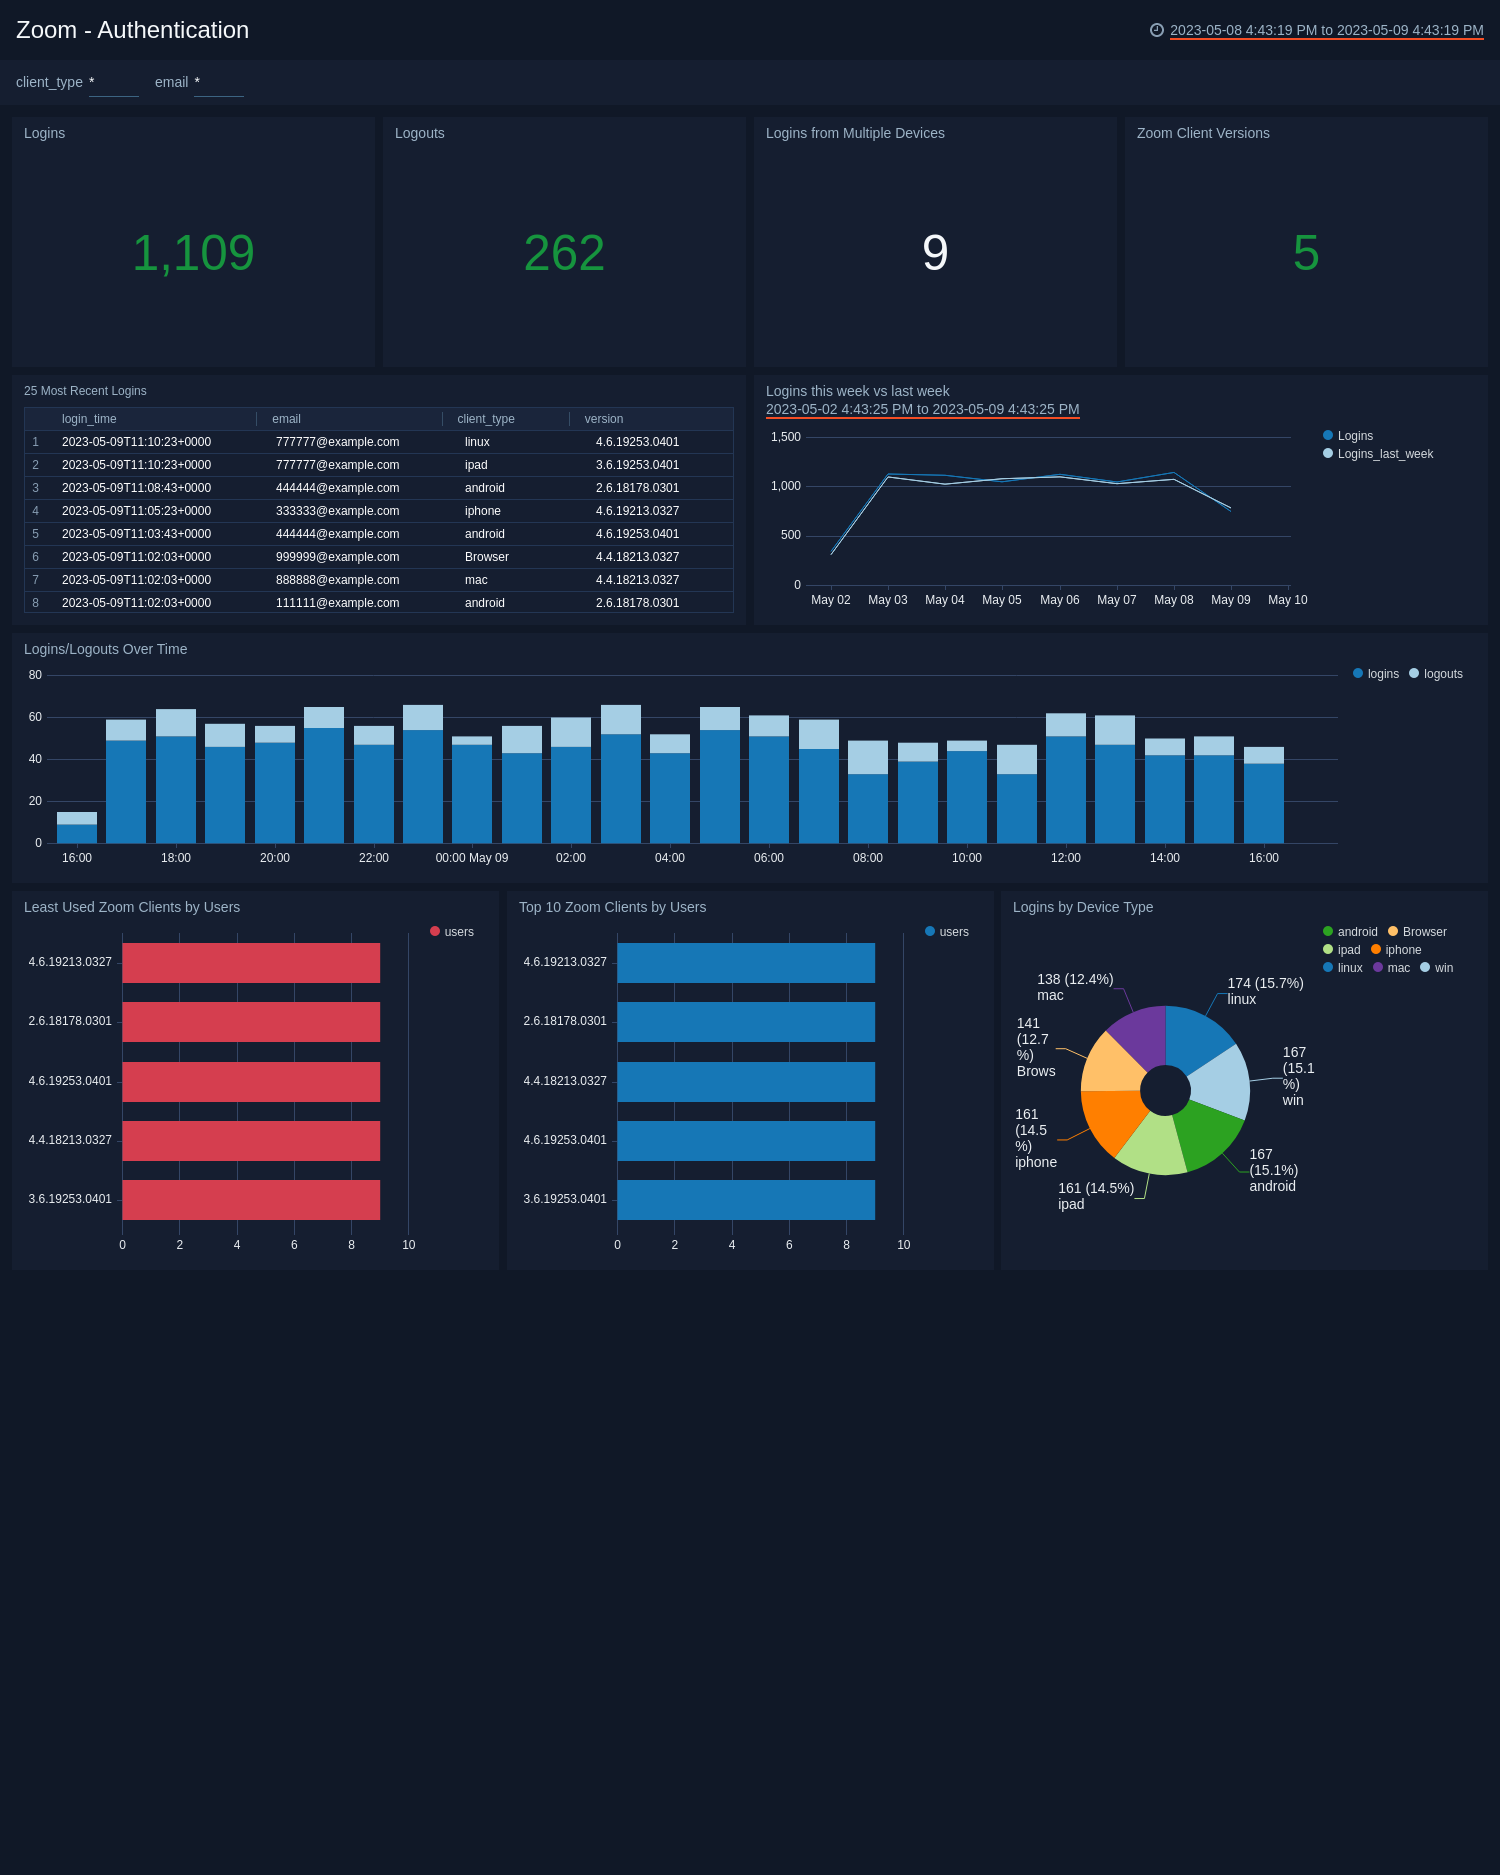 Zoom - Authentication
2023-05-08 4:43:19 PM to 2023-05-09 4:43:19 PM
client_type * email *
Logins
1,109
Logouts
262
Logins from Multiple Devices
9
Zoom Client Versions
5
25 Most Recent Logins
login_time email client_type version
1 2023-05-09T11:10:23+0000 777777@example.com linux 4.6.19253.0401
2 2023-05-09T11:10:23+0000 777777@example.com ipad 3.6.19253.0401
3 2023-05-09T11:08:43+0000 444444@example.com android 2.6.18178.0301
4 2023-05-09T11:05:23+0000 333333@example.com iphone 4.6.19213.0327
5 2023-05-09T11:03:43+0000 444444@example.com android 4.6.19253.0401
6 2023-05-09T11:02:03+0000 999999@example.com Browser 4.4.18213.0327
7 2023-05-09T11:02:03+0000 888888@example.com mac 4.4.18213.0327
8 2023-05-09T11:02:03+0000 111111@example.com android 2.6.18178.0301
Logins this week vs last week
2023-05-02 4:43:25 PM to 2023-05-09 4:43:25 PM
1,500
1,000
500
0
May 02 May 03 May 04 May 05 May 06 May 07 May 08 May 09 May 10
Logins
Logins_last_week
Logins/Logouts Over Time
80
60
40
20
0
16:00 18:00 20:00 22:00 00:00 May 09 02:00 04:00 06:00 08:00 10:00 12:00 14:00 16:00
logins logouts
Least Used Zoom Clients by Users
users
4.6.19213.0327
2.6.18178.0301
4.6.19253.0401
4.4.18213.0327
3.6.19253.0401
0 2 4 6 8 10
Top 10 Zoom Clients by Users
users
4.6.19213.0327
2.6.18178.0301
4.4.18213.0327
4.6.19253.0401
3.6.19253.0401
0 2 4 6 8 10
Logins by Device Type
android Browser
ipad iphone
linux mac win
138 (12.4%)
mac
174 (15.7%)
linux
141
(12.7
%)
Brows
167
(15.1
%)
win
161
(14.5
%)
iphone
167
(15.1%)
android
161 (14.5%)
ipad